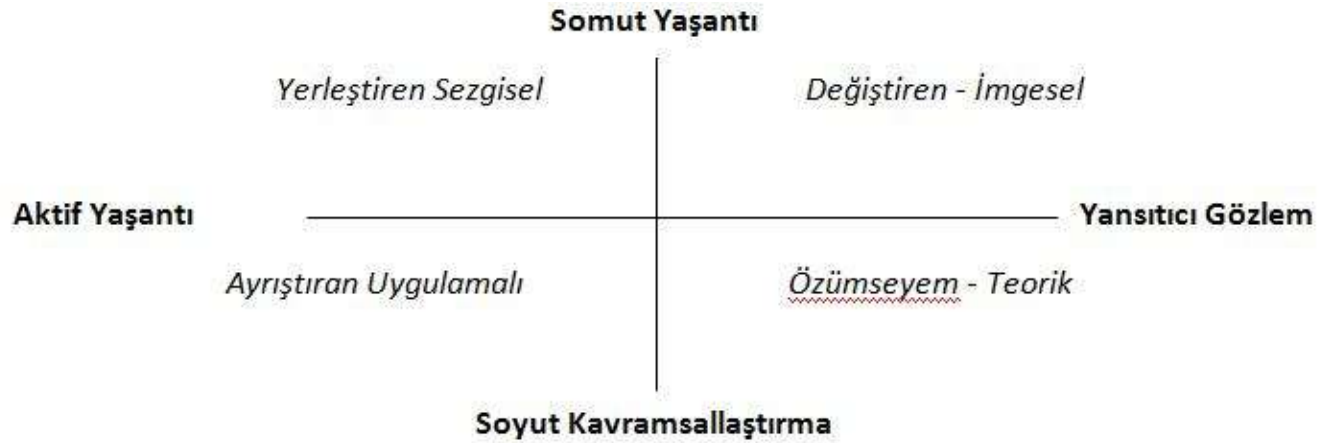 Somut Yaşantı
Yerleştiren Sezgisel
Değiştiren - İmgesel
Aktif Yaşantı
Yansıtıcı Gözlem
Ayrıştıran Uygulamalı
Özümseyem - Teorik
Soyut Kavramsallaştırma